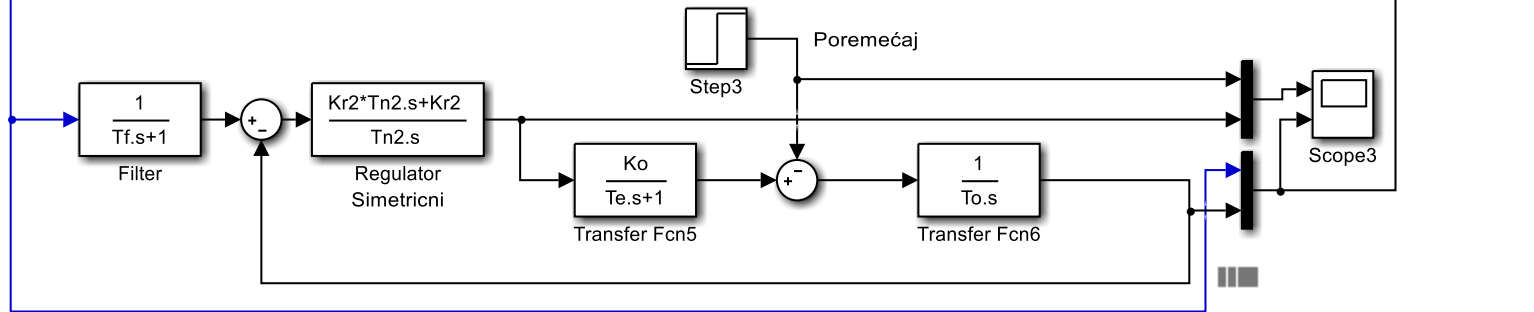 Poremećaj
Step3
1
Tf.s+1
Filter
+
−
Kr2*Tn2.s+Kr2
Tn2.s
Regulator
Simetricni
Ko
Te.s+1
Transfer Fcn5
+
−
1
To.s
Transfer Fcn6
Scope3